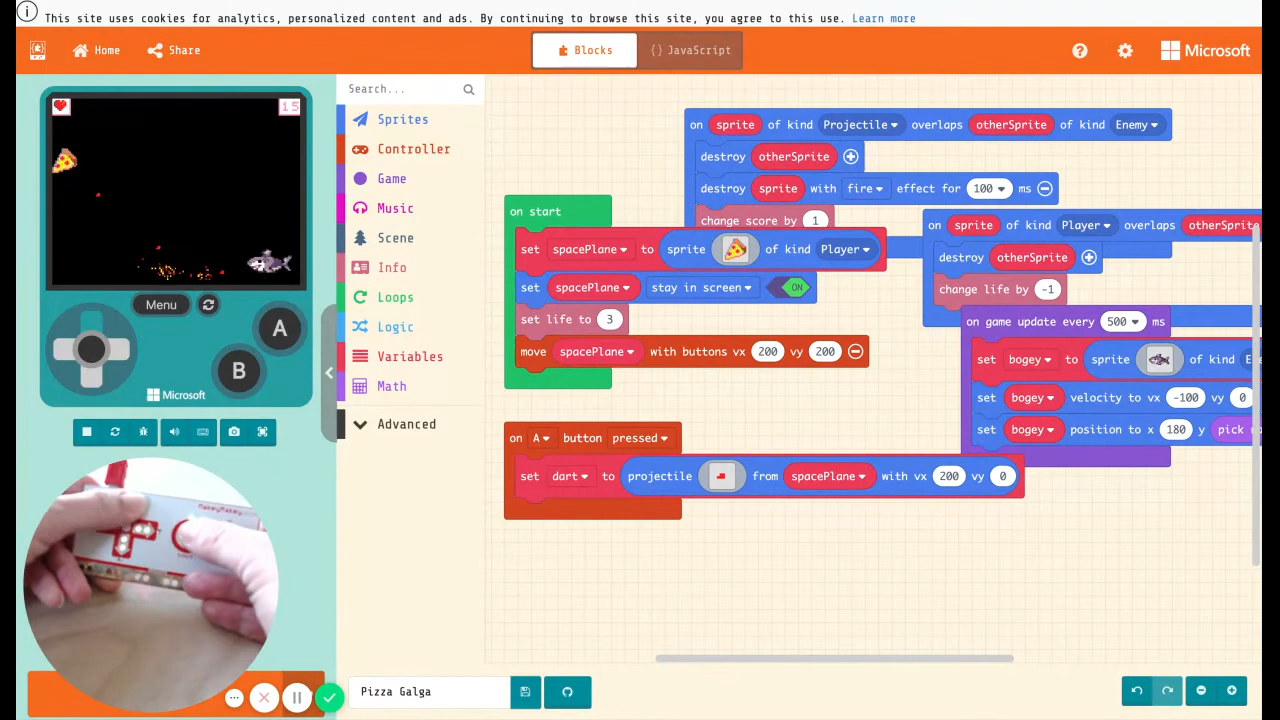 This site uses cookies for analytics, personalized content and ads. By continuing to browse this site, you agree to this use. Learn more
Home
Share
Blocks
{} JavaScript
Microsoft
15
Menu
A
B
Microsoft
Search...
Sprites
Controller
Game
Music
Scene
Info
Loops
Logic
Variables
Math
Advanced
on sprite of kind Projectile overlaps otherSprite of kind Enemy
destroy otherSprite
destroy sprite with fire effect for 100 ms
change score by 1
on start
set spacePlane to sprite of kind Player
set spacePlane stay in screen ON
set life to 3
move spacePlane with buttons vx 200 vy 200
on sprite of kind Player overlaps otherSprite
destroy otherSprite
change life by -1
on game update every 500 ms
set bogey to sprite of kind
set bogey velocity to vx -100 vy 0
set bogey position to x 180 y pick
on A button pressed
set dart to projectile from spacePlane with vx 200 vy 0
Pizza Galga